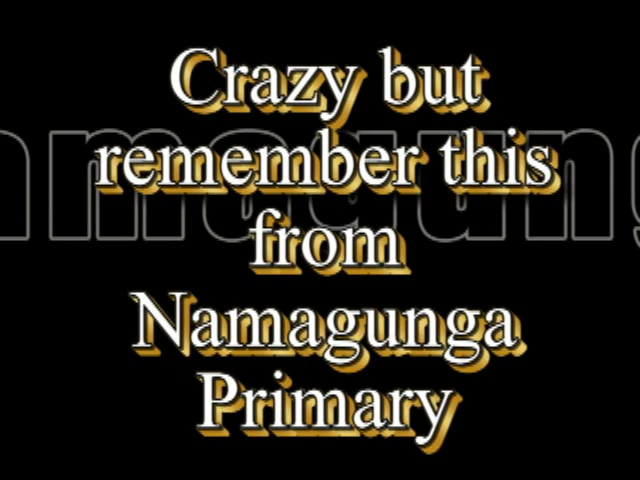 Crazy but
remember this
from
Namagunga
Primary